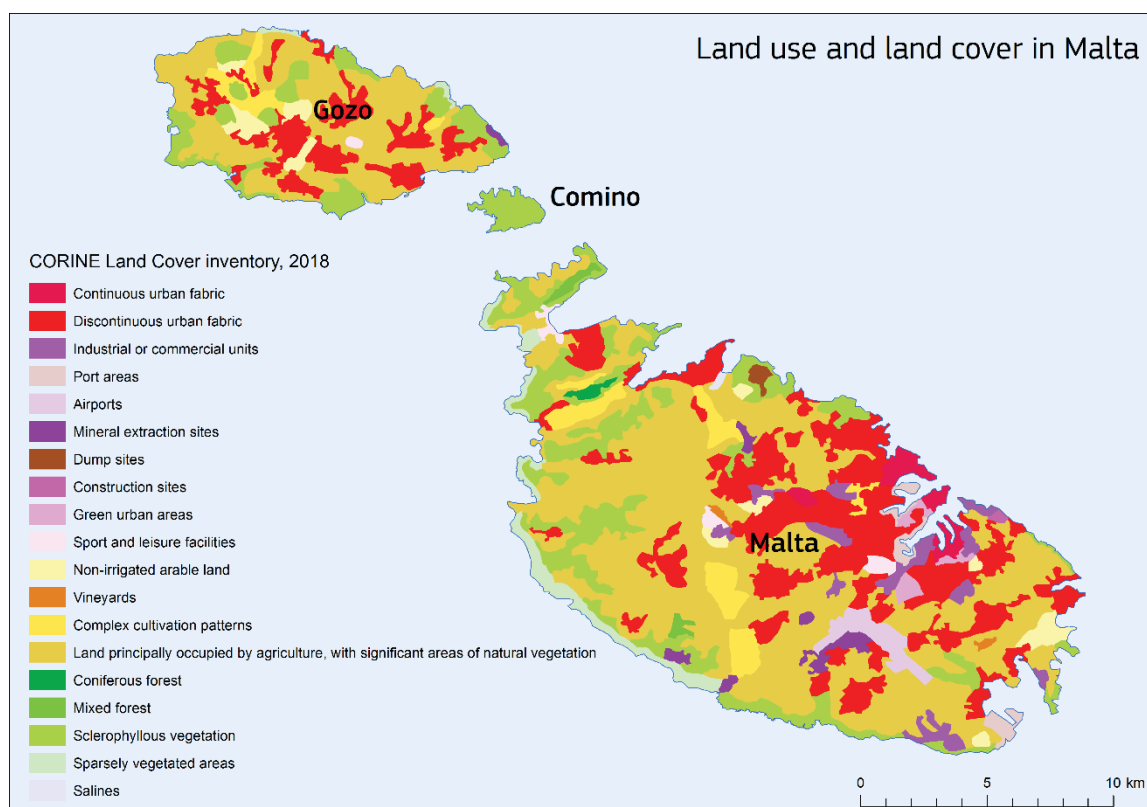 Land use and land cover in Malta
Gozo
Comino
CORINE Land Cover inventory, 2018
Continuous urban fabric
Discontinuous urban fabric
Industrial or commercial units
Port areas
Airports
Mineral extraction sites
Dump sites
Construction sites
Green urban areas
Sport and leisure facilities
Non-irrigated arable land
Vineyards
Complex cultivation patterns
Land principally occupied by agriculture, with significant areas of natural vegetation
Coniferous forest
Mixed forest
Sclerophyllous vegetation
Sparsely vegetated areas
Salines
Malta
0 5 10 km